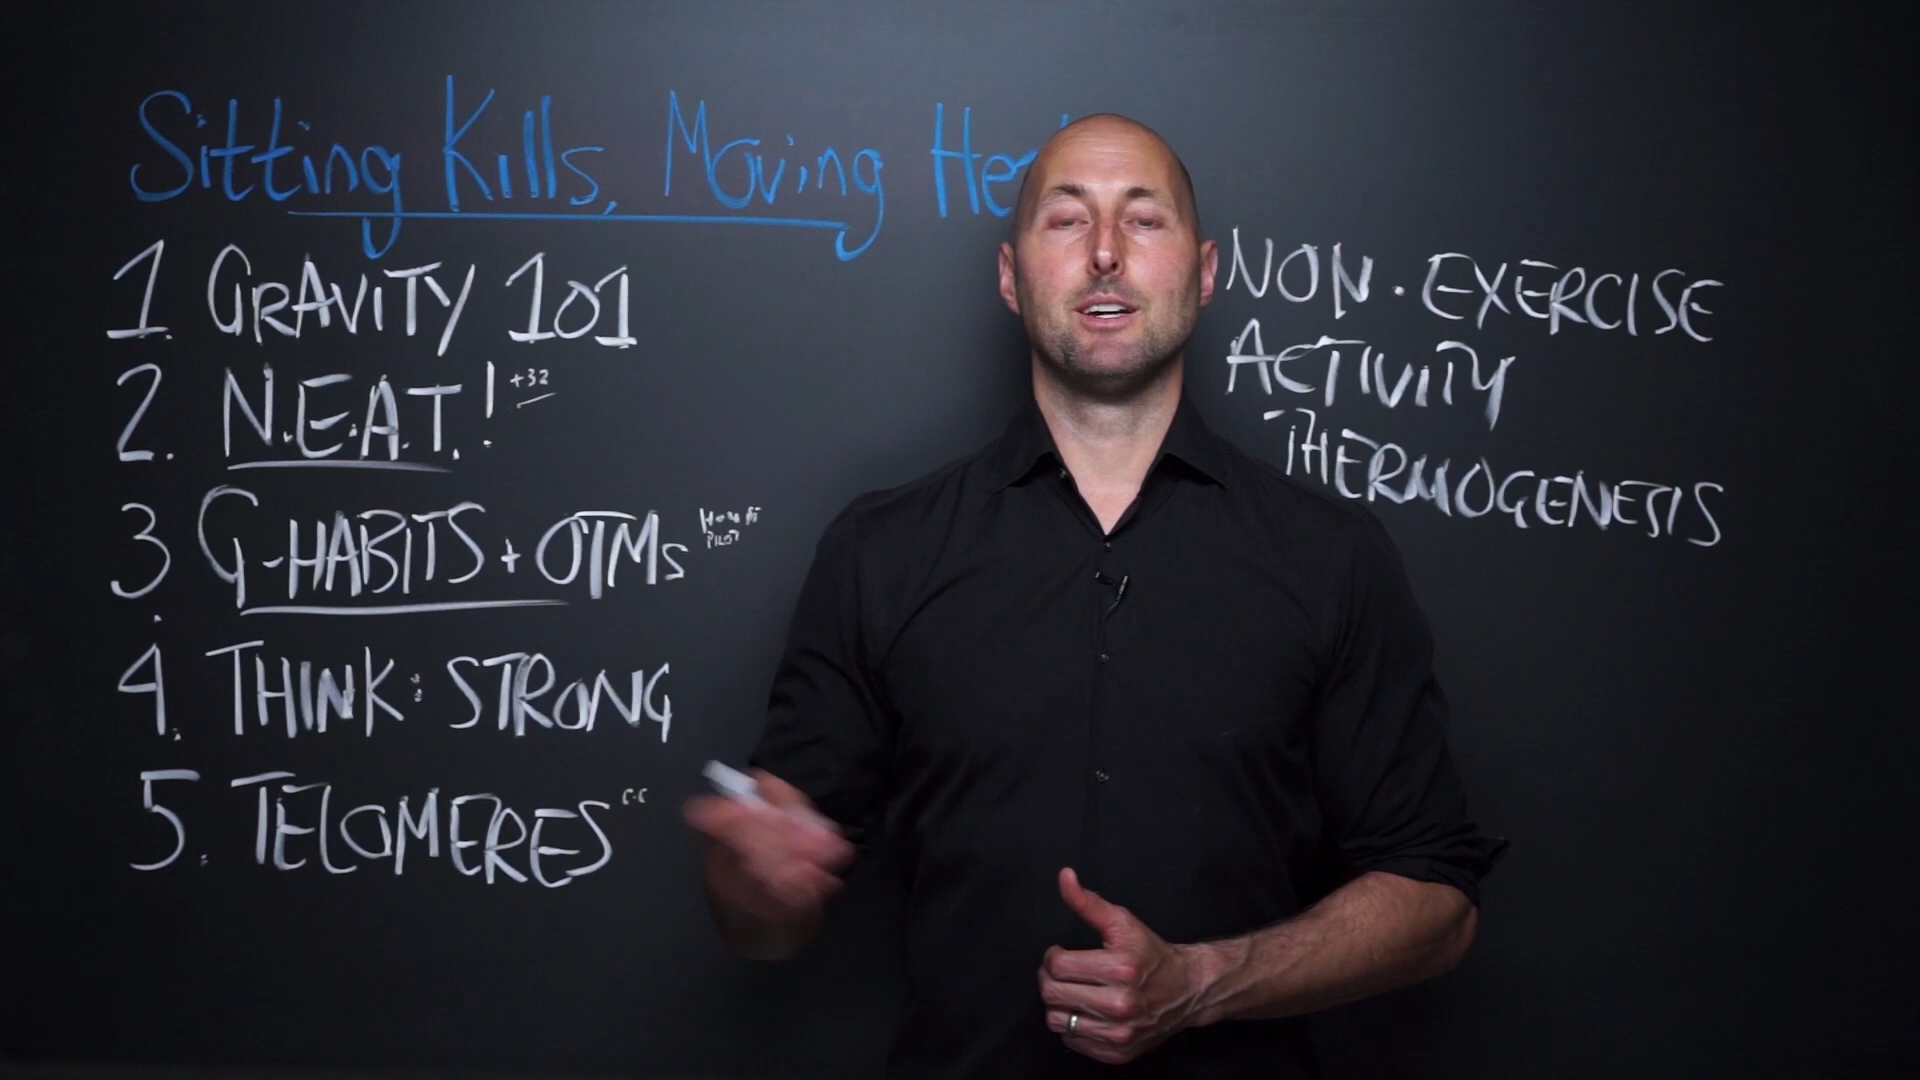 Sitting Kills, Moving He
1. GRAVITY 101
2. N.E.A.T.! +32
3. G-HABITS + OTMs
4. THINK: STRONG
5. TELOMERES
NON-EXERCISE
ACTIVITY
THERMOGENESIS